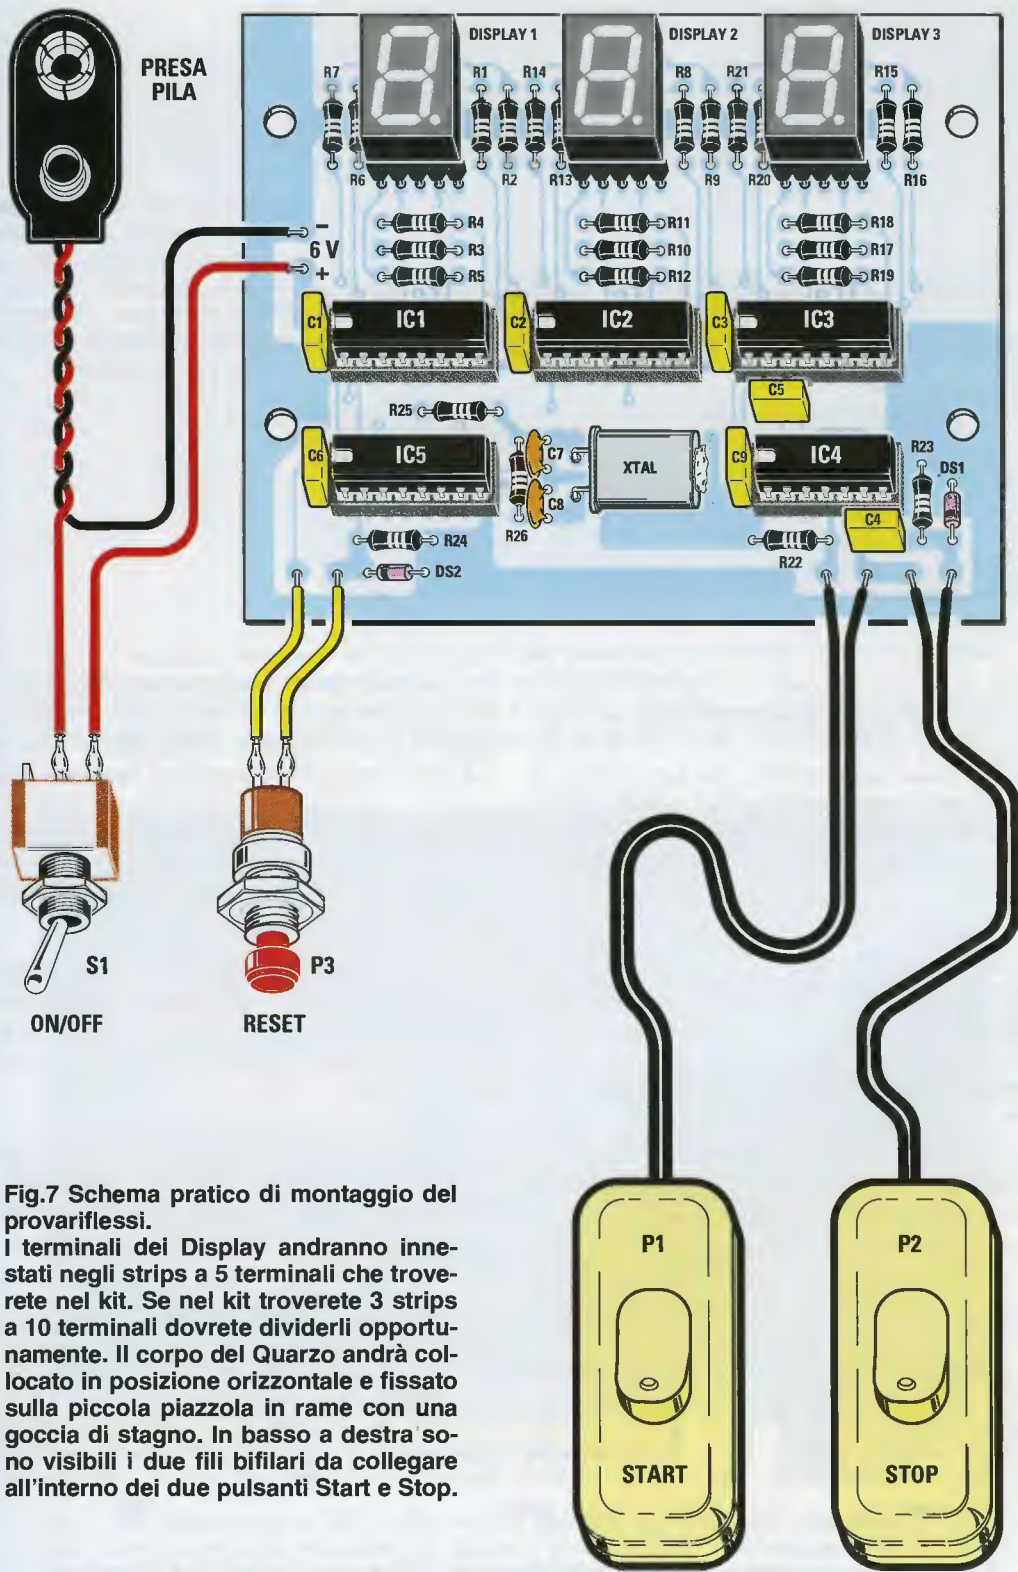 PRESA
PILA
DISPLAY 1
DISPLAY 2
DISPLAY 3
R7
R1
R14
R8
R21
R15
R6
R2
R13
R9
R20
R16
R4
R11
R18
R3
R10
R17
R5
R12
R19
–
6 V
+
C1
IC1
C2
IC2
C3
IC3
C5
R25
C6
IC5
C7
XTAL
C9
IC4
R23
DS1
C8
C4
R26
R24
R22
DS2
S1
ON/OFF
P3
RESET
P1
START
P2
STOP
Fig.7 Schema pratico di montaggio del
provariflessi.
I terminali dei Display andranno inne-
stati negli strips a 5 terminali che trove-
rete nel kit. Se nel kit troverete 3 strips
a 10 terminali dovrete dividerli opportu-
namente. Il corpo del Quarzo andrà col-
locato in posizione orizzontale e fissato
sulla piccola piazzola in rame con una
goccia di stagno. In basso a destra so-
no visibili i due fili bifilari da collegare
all'interno dei due pulsanti Start e Stop.